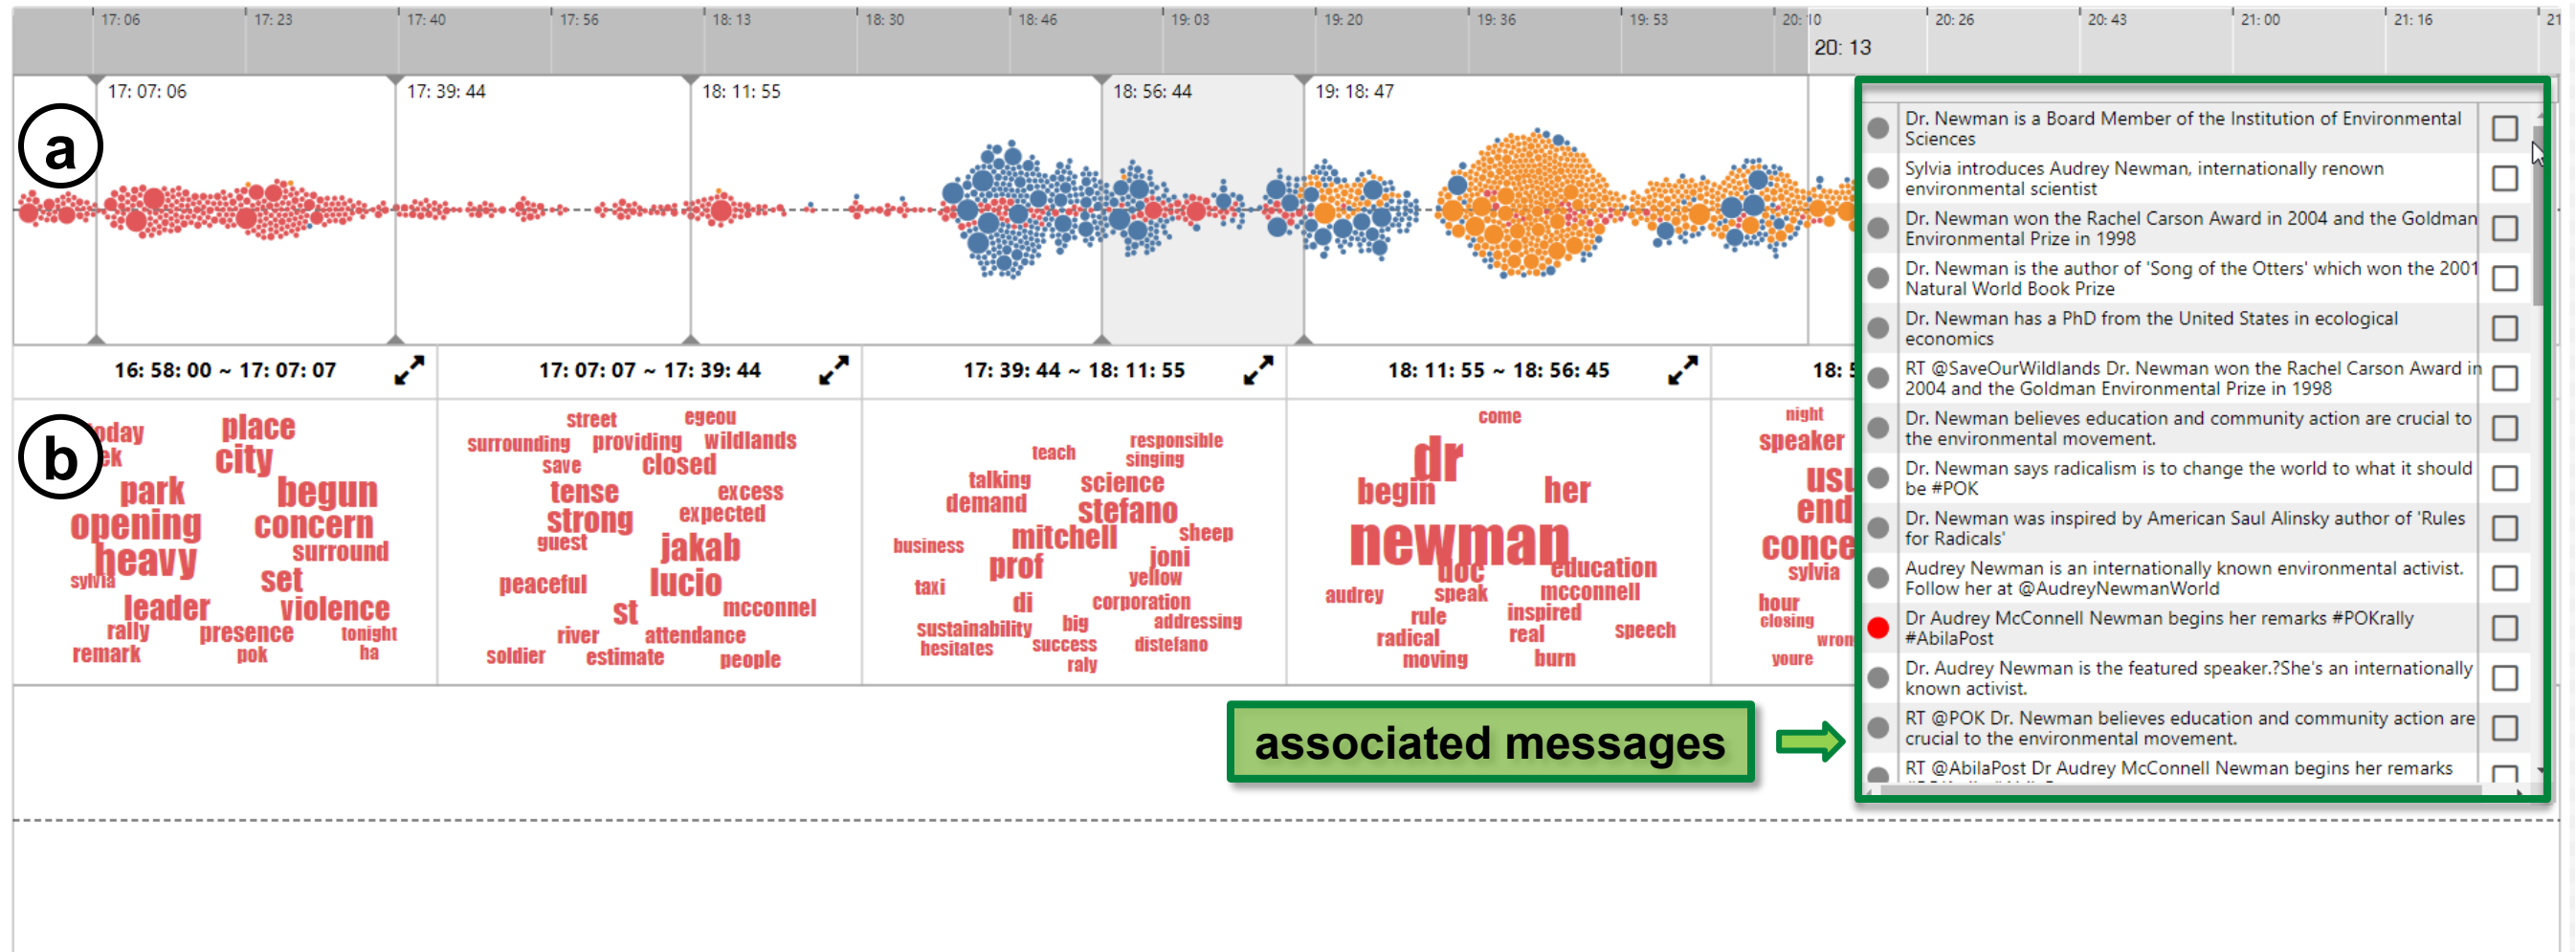 17: 06
17: 23
17: 40
17: 56
18: 13
18: 30
18: 46
19: 03
19: 20
19: 36
19: 53
20: 10
20: 26
20: 43
21: 00
21: 16
21
20: 13
17: 07: 06
17: 39: 44
18: 11: 55
18: 56: 44
19: 18: 47
a
16: 58: 00 ~ 17: 07: 07
17: 07: 07 ~ 17: 39: 44
17: 39: 44 ~ 18: 11: 55
18: 11: 55 ~ 18: 56: 45
18: 5
b
place
city
park
begun
opening
concern
heavy
surround
sylvia
set
leader
violence
rally
presence
tonight
remark
pok
ha
street
egeou
surrounding
providing
wildlands
save
closed
tense
excess
strong
expected
guest
jakab
peaceful
lucio
st
mcconnel
river
attendance
soldier
estimate
people
responsible
teach
singing
talking
science
demand
stefano
mitchell
sheep
business
joni
prof
yellow
taxi
di
corporation
sustainability
big
addressing
hesitates
success
distefano
raly
come
dr
begin
her
newman
doc
education
audrey
speak
mcconnell
rule
inspired
radical
real
speech
moving
burn
night
speaker
usu
end
conce
sylvia
hour
closing
wron
youre
Dr. Newman is a Board Member of the Institution of Environmental
Sciences
Sylvia introduces Audrey Newman, internationally renown
environmental scientist
Dr. Newman won the Rachel Carson Award in 2004 and the Goldman
Environmental Prize in 1998
Dr. Newman is the author of 'Song of the Otters' which won the 2001
Natural World Book Prize
Dr. Newman has a PhD from the United States in ecological
economics
RT @SaveOurWildlands Dr. Newman won the Rachel Carson Award in
2004 and the Goldman Environmental Prize in 1998
Dr. Newman believes education and community action are crucial to
the environmental movement.
Dr. Newman says radicalism is to change the world to what it should
be #POK
Dr. Newman was inspired by American Saul Alinsky author of 'Rules
for Radicals'
Audrey Newman is an internationally known environmental activist.
Follow her at @AudreyNewmanWorld
Dr Audrey McConnell Newman begins her remarks #POKrally
#AbilaPost
Dr. Audrey Newman is the featured speaker.?She's an internationally
known activist.
RT @POK Dr. Newman believes education and community action are
crucial to the environmental movement.
RT @AbilaPost Dr Audrey McConnell Newman begins her remarks
associated messages